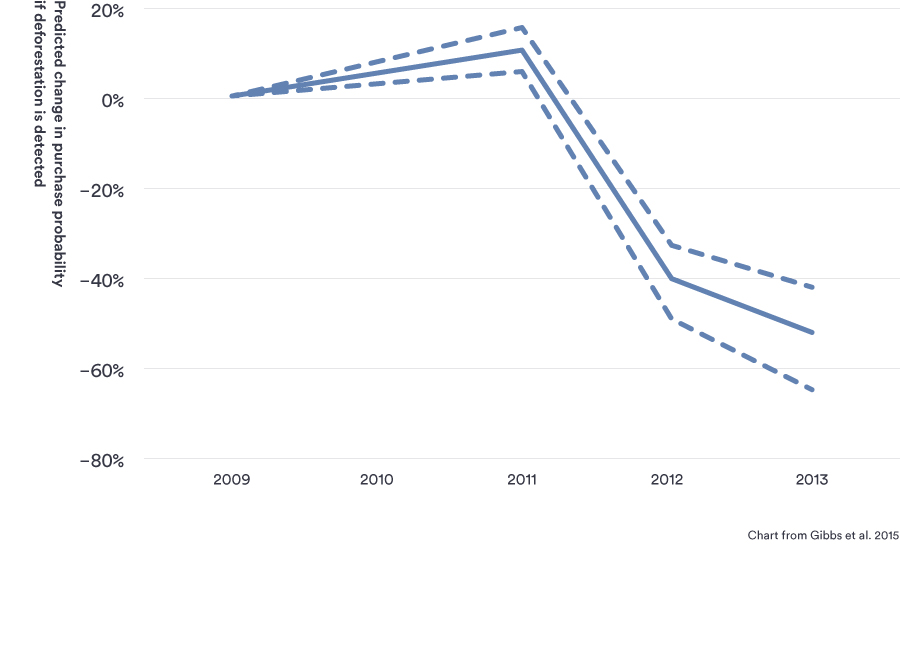 Predicted change in purchase probability
if deforestation is detected
20%
0%
−20%
−40%
−60%
−80%
2009 2010 2011 2012 2013
Chart from Gibbs et al. 2015